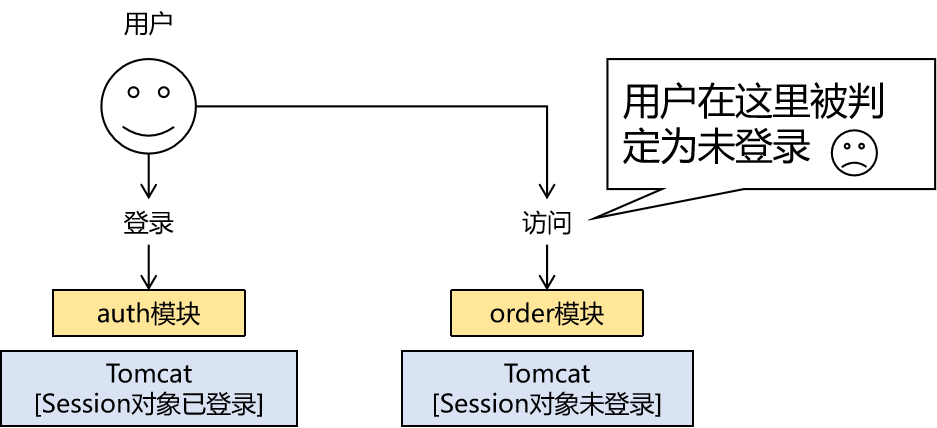 用户
用户在这里被判
定为未登录
登录
访问
auth模块
order模块
Tomcat
[Session对象已登录]
Tomcat
[Session对象未登录]